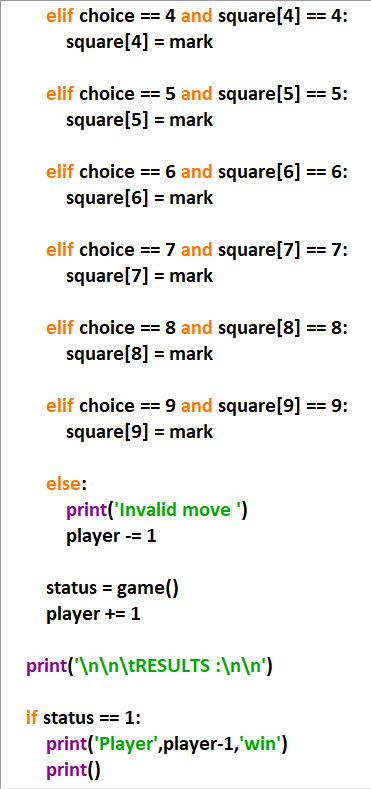 elif choice == 4 and square[4] == 4:
square[4] = mark
elif choice == 5 and square[5] == 5:
square[5] = mark
elif choice == 6 and square[6] == 6:
square[6] = mark
elif choice == 7 and square[7] == 7:
square[7] = mark
elif choice == 8 and square[8] == 8:
square[8] = mark
elif choice == 9 and square[9] == 9:
square[9] = mark
else:
print('Invalid move ')
player -= 1
status = game()
player += 1
print('\n\n\tRESULTS :\n\n')
if status == 1:
print('Player',player-1,'win')
print()